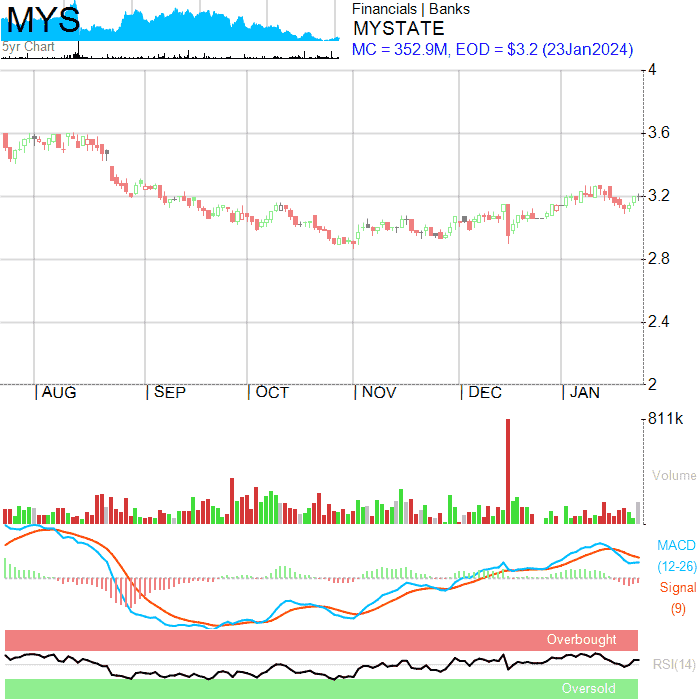 MYS
5yr Chart
Financials | Banks
MYSTATE
MC = 352.9M, EOD = $3.2 (23Jan2024)
4
3.6
3.2
2.8
2.4
2
| AUG | SEP | OCT | NOV | DEC | JAN
811k
Volume
MACD
(12-26)
Signal
(9)
Overbought
RSI(14)
Oversold